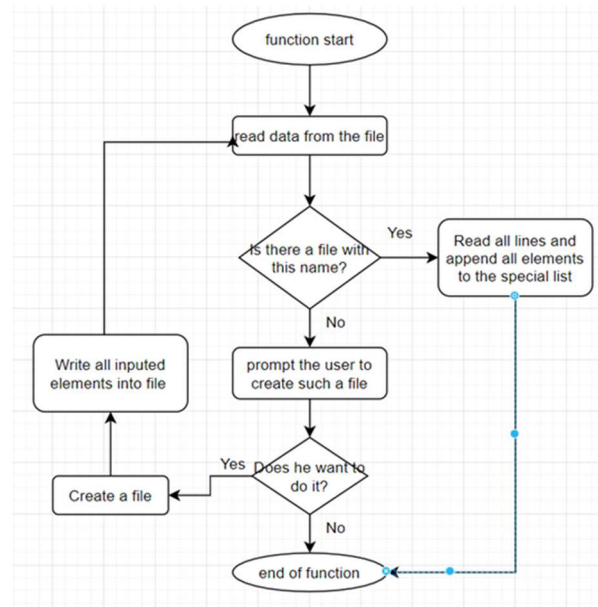 function start
read data from the file
Is there a file with
this name?
Yes
Read all lines and
append all elements
to the special list
No
prompt the user to
create such a file
Write all inputed
elements into file
Does he want to
do it?
Yes
Create a file
No
end of function